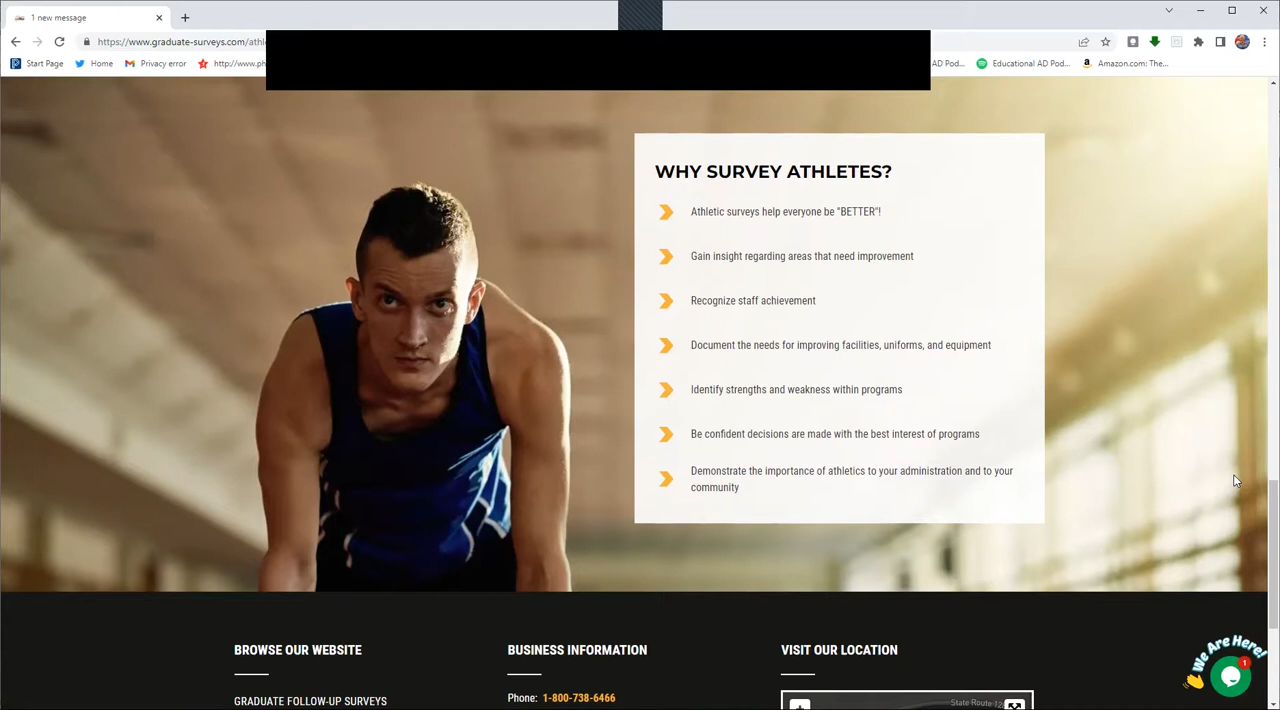 1 new message
https://www.graduate-surveys.com/athl
Start Page
Home
Privacy error
http://www.ph
AD Pod...
Educational AD Pod...
Amazon.com: The...
WHY SURVEY ATHLETES?
Athletic surveys help everyone be "BETTER"!
Gain insight regarding areas that need improvement
Recognize staff achievement
Document the needs for improving facilities, uniforms, and equipment
Identify strengths and weakness within programs
Be confident decisions are made with the best interest of programs
Demonstrate the importance of athletics to your administration and to your
community
BROWSE OUR WEBSITE
BUSINESS INFORMATION
VISIT OUR LOCATION
GRADUATE FOLLOW-UP SURVEYS
Phone: 1-800-738-6466
State Route 12
We Are Here!
1